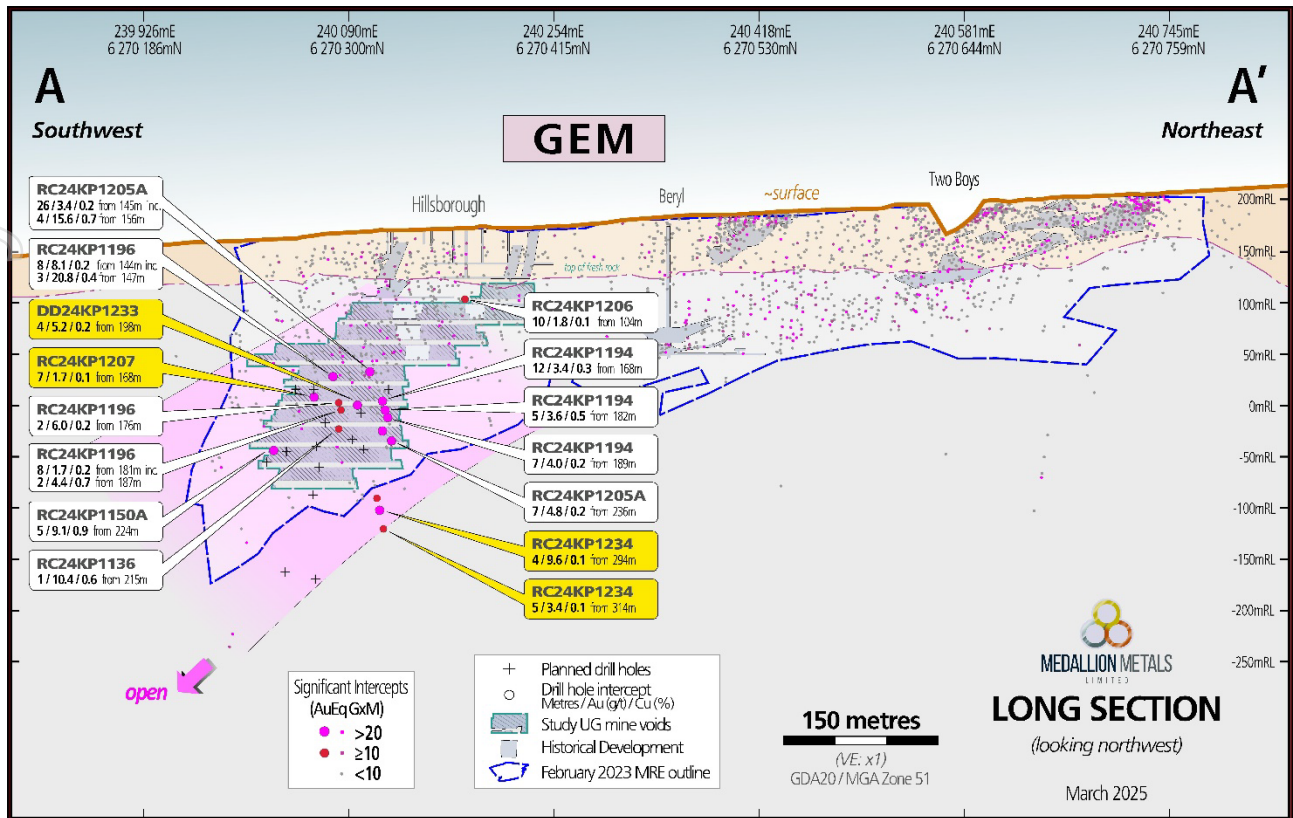 239 926mE
6 270 186mN
240 090mE
6 270 300mN
240 254mE
6 270 415mN
240 418mE
6 270 530mN
240 581mE
6 270 644mN
240 745mE
6 270 759mN
A
Southwest
A'
Northeast
GEM
Hillsborough
Beryl
~surface
Two Boys
top of fresh rock
200mRL
150mRL
100mRL
50mRL
0mRL
-50mRL
-100mRL
-150mRL
-200mRL
-250mRL
RC24KP1205A
26 / 3.4 / 0.2 from 145m inc.
4 / 15.6 / 0.7 from 156m
RC24KP1196
8 / 8.1 / 0.2 from 144m inc.
3 / 20.8 / 0.4 from 147m
DD24KP1233
4 / 5.2 / 0.2 from 198m
RC24KP1207
7 / 1.7 / 0.1 from 168m
RC24KP1196
2 / 6.0 / 0.2 from 176m
RC24KP1196
8 / 1.7 / 0.2 from 181m inc.
2 / 4.4 / 0.7 from 187m
RC24KP1150A
5 / 9.1 / 0.9 from 224m
RC24KP1136
1 / 10.4 / 0.6 from 215m
RC24KP1206
10 / 1.8 / 0.1 from 104m
RC24KP1194
12 / 3.4 / 0.3 from 168m
RC24KP1194
5 / 3.6 / 0.5 from 182m
RC24KP1194
7 / 4.0 / 0.2 from 189m
RC24KP1205A
7 / 4.8 / 0.2 from 236m
RC24KP1234
4 / 9.6 / 0.1 from 294m
RC24KP1234
5 / 3.4 / 0.1 from 314m
open
Significant Intercepts
(AuEq GxM)
>20
≥10
<10
Planned drill holes
Drill hole intercept
Metres / Au (g/t) / Cu (%)
Study UG mine voids
Historical Development
February 2023 MRE outline
150 metres
(VE: x1)
GDA20 / MGA Zone 51
MEDALLION METALS
LIMITED
LONG SECTION
(looking northwest)
March 2025